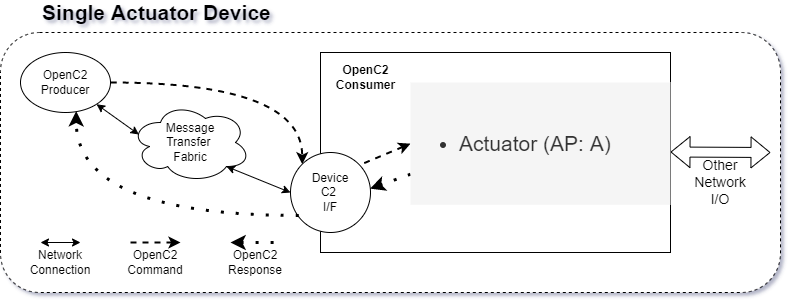 Single Actuator Device
OpenC2
Producer
Message
Transfer
Fabric
OpenC2
Consumer
• Actuator (AP: A)
Device
C2
I/F
Other
Network
I/O
Network
Connection
OpenC2
Command
OpenC2
Response